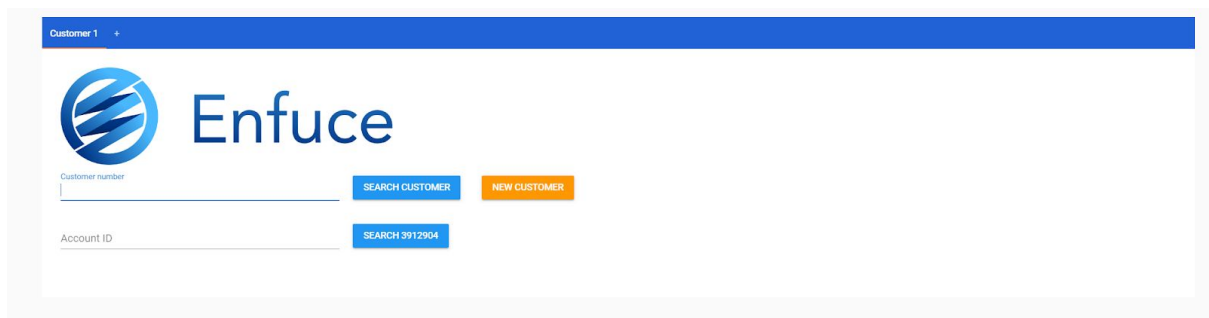 Customer 1 +
Enfuce
Customer number
SEARCH CUSTOMER NEW CUSTOMER
Account ID SEARCH 3912904